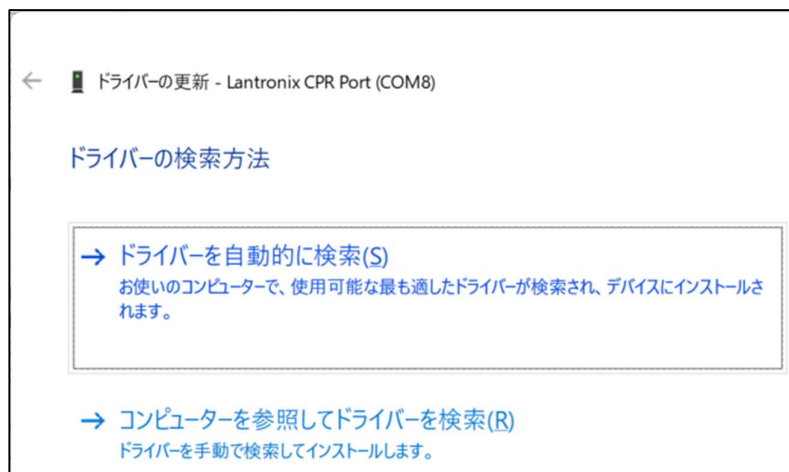 ドライバーの更新 - Lantronix CPR Port (COM8)
ドライバーの検索方法
→ ドライバーを自動的に検索(S)
お使いのコンピューターで、使用可能な最も適したドライバーが検索され、デバイスにインストールさ
れます。
→ コンピューターを参照してドライバーを検索(R)
ドライバーを手動で検索してインストールします。